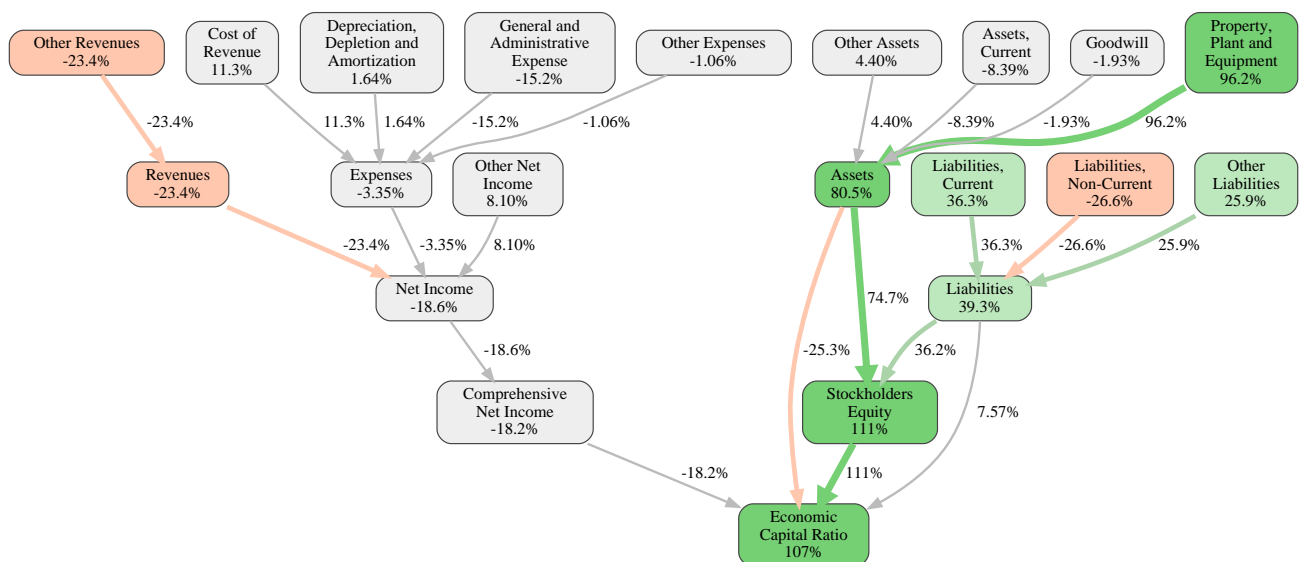 Other Revenues
-23.4%
Cost of
Revenue
11.3%
Depreciation,
Depletion and
Amortization
1.64%
General and
Administrative
Expense
-15.2%
Other Expenses
-1.06%
Other Assets
4.40%
Assets,
Current
-8.39%
Goodwill
-1.93%
Property,
Plant and
Equipment
96.2%
-23.4%
11.3%
1.64%
-15.2%
-1.06%
4.40%
-8.39%
-1.93%
96.2%
Revenues
-23.4%
Expenses
-3.35%
Other Net
Income
8.10%
Assets
80.5%
Liabilities,
Current
36.3%
Liabilities,
Non-Current
-26.6%
Other
Liabilities
25.9%
-23.4%
-3.35%
8.10%
36.3%
-26.6%
25.9%
Net Income
-18.6%
74.7%
Liabilities
39.3%
-18.6%
-25.3%
36.2%
Comprehensive
Net Income
-18.2%
Stockholders
Equity
111%
7.57%
-18.2%
111%
Economic
Capital Ratio
107%